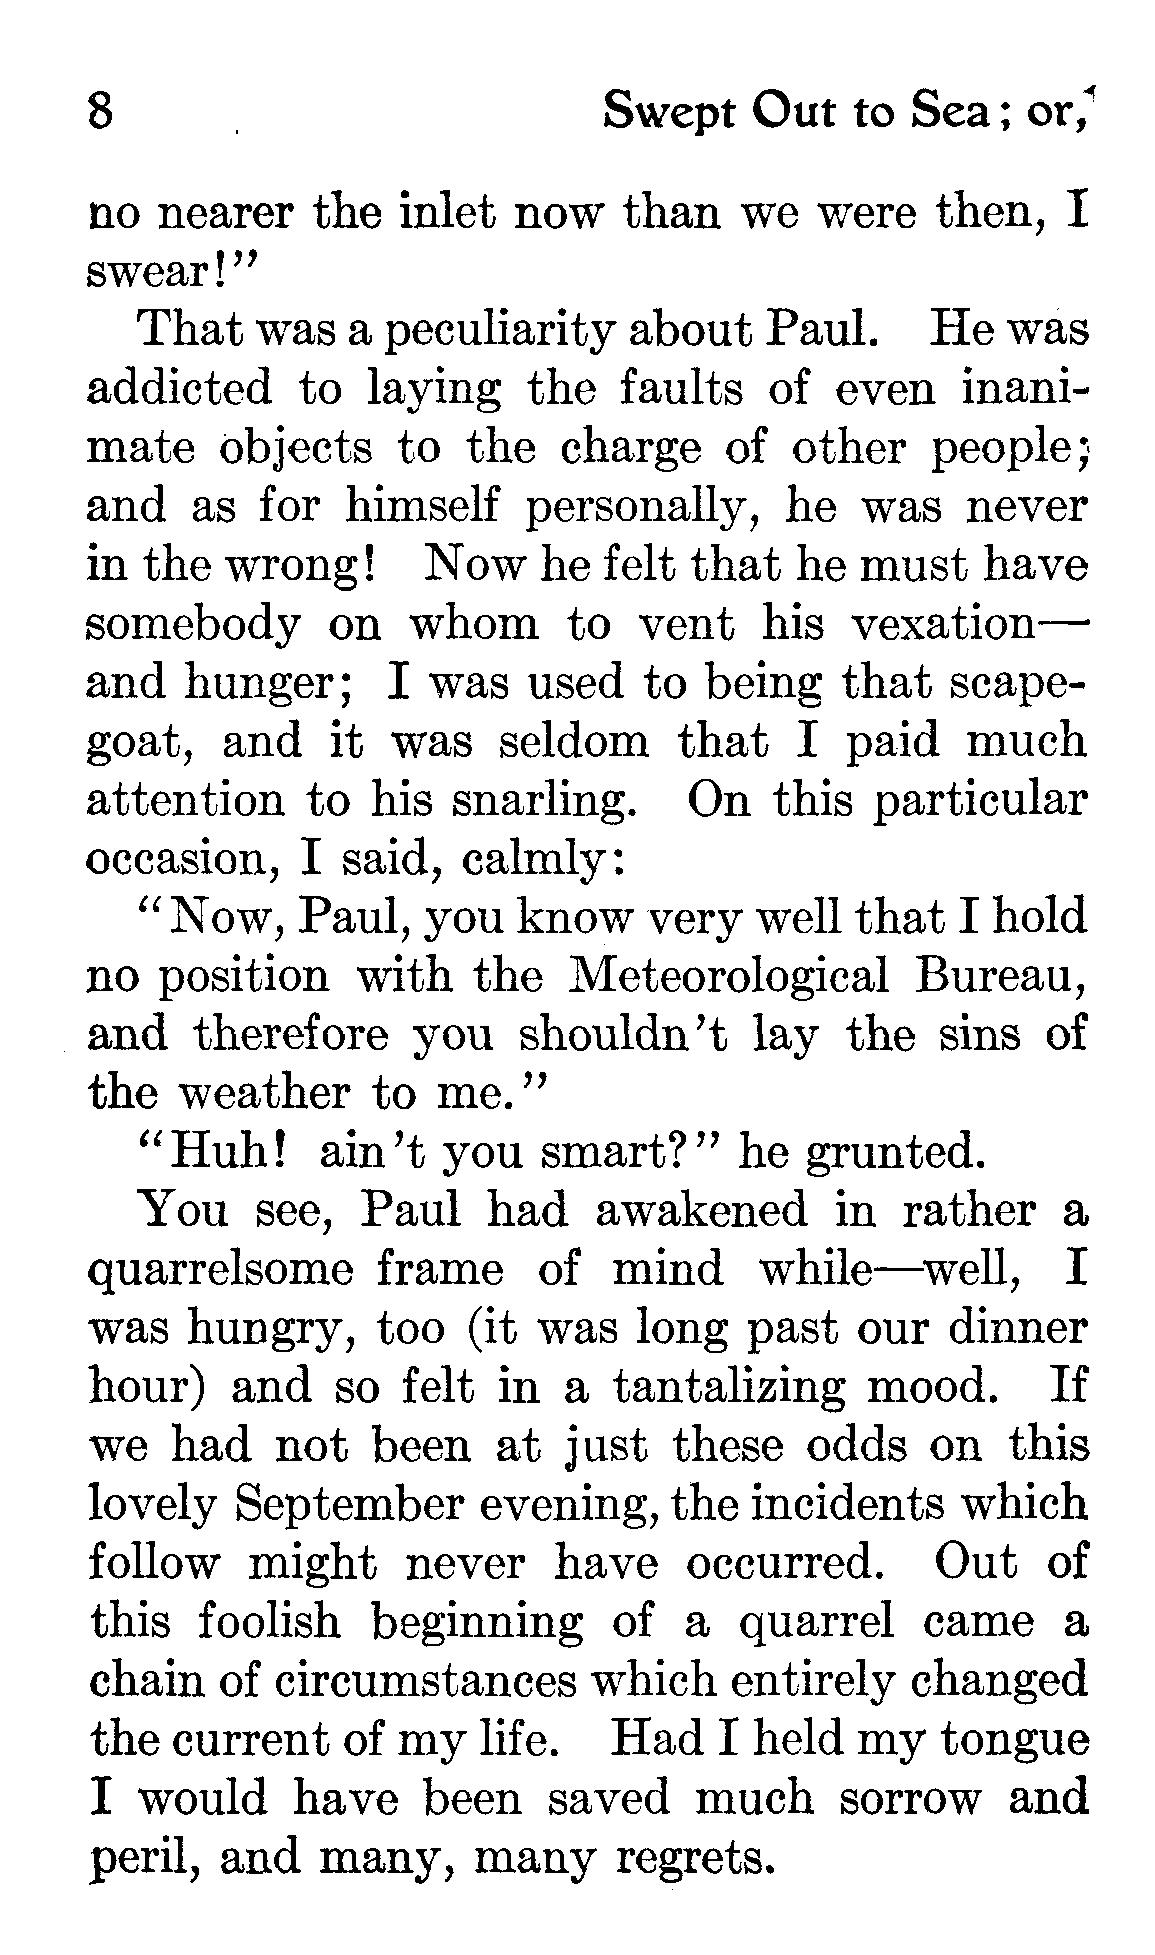 8 Swept Out to Sea; or,
no nearer the inlet now than we were then, I
swear!"
That was a peculiarity about Paul. He was
addicted to laying the faults of even inani-
mate objects to the charge of other people;
and as for himself personally, he was never
in the wrong! Now he felt that he must have
somebody on whom to vent his vexation—
and hunger; I was used to being that scape-
goat, and it was seldom that I paid much
attention to his snarling. On this particular
occasion, I said, calmly:
"Now, Paul, you know very well that I hold
no position with the Meteorological Bureau,
and therefore you shouldn't lay the sins of
the weather to me."
"Huh! ain't you smart?" he grunted.
You see, Paul had awakened in rather a
quarrelsome frame of mind while—well, I
was hungry, too (it was long past our dinner
hour) and so felt in a tantalizing mood. If
we had not been at just these odds on this
lovely September evening, the incidents which
follow might never have occurred. Out of
this foolish beginning of a quarrel came a
chain of circumstances which entirely changed
the current of my life. Had I held my tongue
I would have been saved much sorrow and
peril, and many, many regrets.